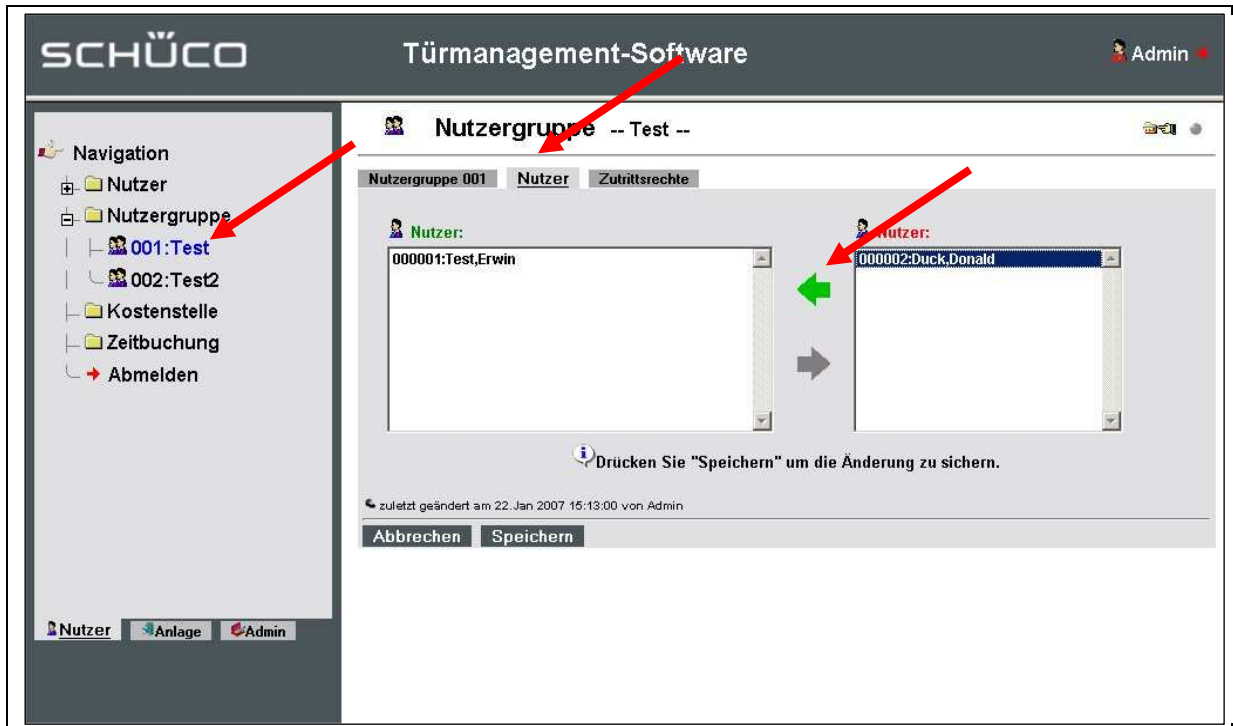 SCHÜCO
Türmanagement-Software
Admin
Navigation
Nutzer
Nutzergruppe
001:Test
002:Test2
Kostenstelle
Zeitbuchung
Abmelden
Nutzer Anlage Admin
Nutzergruppe -- Test --
Nutzergruppe 001 Nutzer Zutrittsrechte
Nutzer: Nutzer:
000001:Test,Erwin 000002:Duck,Donald
Drücken Sie "Speichern" um die Änderung zu sichern.
zuletzt geändert am 22.Jan 2007 15:13:00 von Admin
Abbrechen Speichern